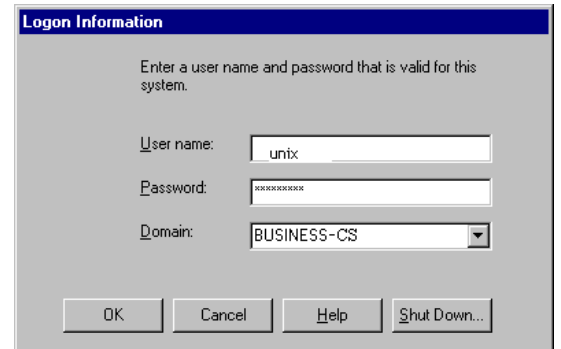 Logon Information
Enter a user name and password that is valid for this
system.
User name:
unix
Password:
*********
Domain:
BUSINESS-CS
OK
Cancel
Help
Shut Down...